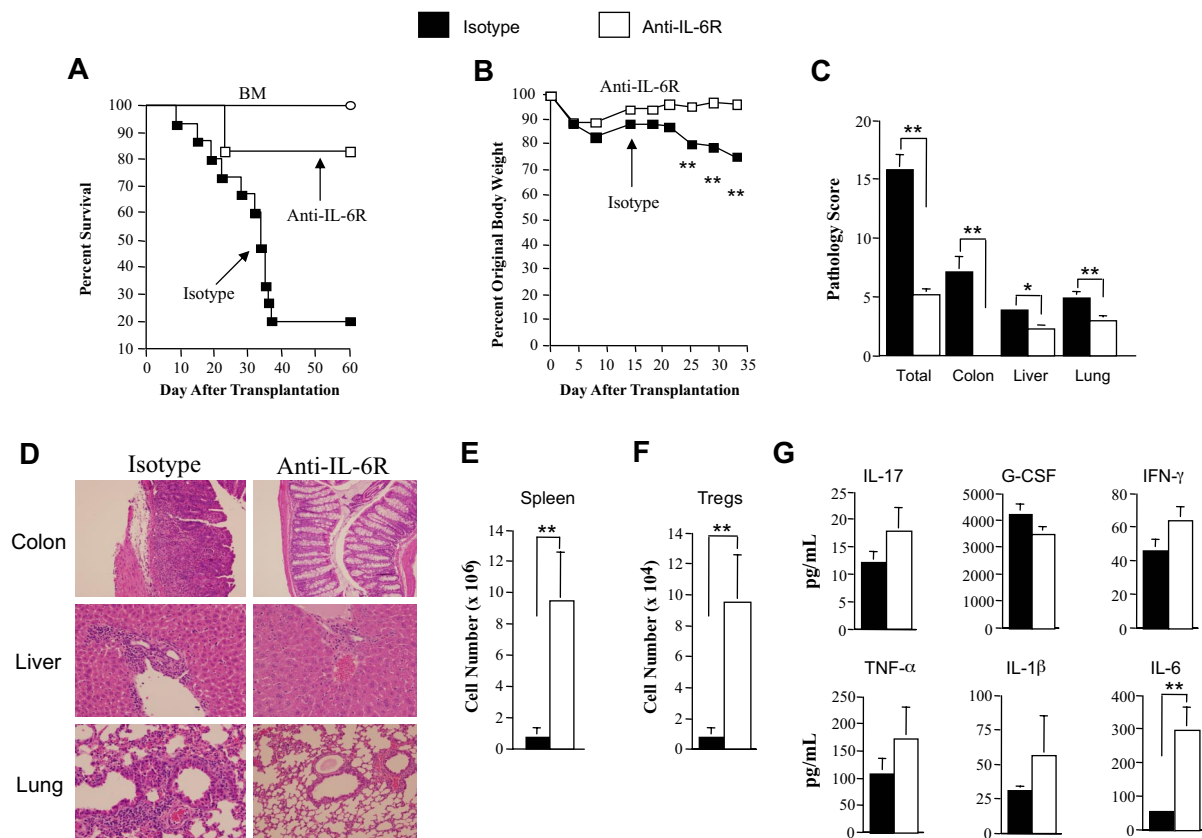 Isotype
Anti-IL-6R
A
BM
100
90
80
70
60
50
40
30
20
10
0 10 20 30 40 50 60
Percent Survival
Day After Transplantation
Anti-IL-6R
Isotype
B
Anti-IL-6R
100
90
80
70
60
50
40
30
20
10
0
0 5 10 15 20 25 30 35
Percent Original Body Weight
Day After Transplantation
Isotype
**
**
**
C
20
15
10
5
0
Pathology Score
**
**
*
**
Total Colon Liver Lung
D
Isotype Anti-IL-6R
Colon
Liver
Lung
E
Spleen
**
14
12
10
8
6
4
2
0
Cell Number (x 10⁶)
F
Tregs
**
14
12
10
8
6
4
2
0
Cell Number (x 10⁴)
G
IL-17
25
20
15
10
5
0
pg/mL
G-CSF
5000
4000
3000
2000
1000
0
IFN-γ
80
60
40
20
0
TNF-α
250
200
150
100
50
0
pg/mL
IL-1β
100
75
50
25
0
IL-6
**
400
300
200
100
0